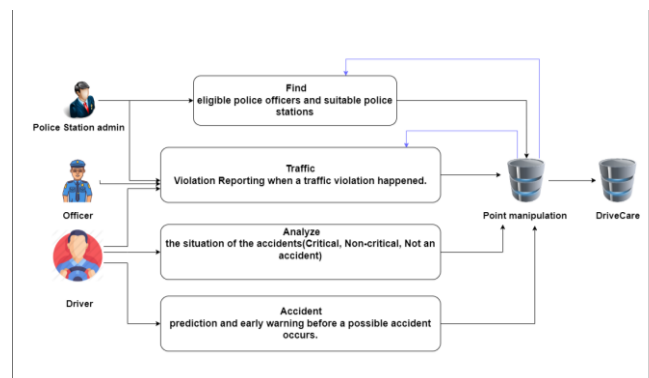 Find
eligible police officers and suitable police
stations
Police Station admin
Traffic
Violation Reporting when a traffic violation happened.
Officer
Point manipulation
DriveCare
Analyze
the situation of the accidents(Critical, Non-critical, Not an
accident)
Driver
Accident
prediction and early warning before a possible accident
occurs.